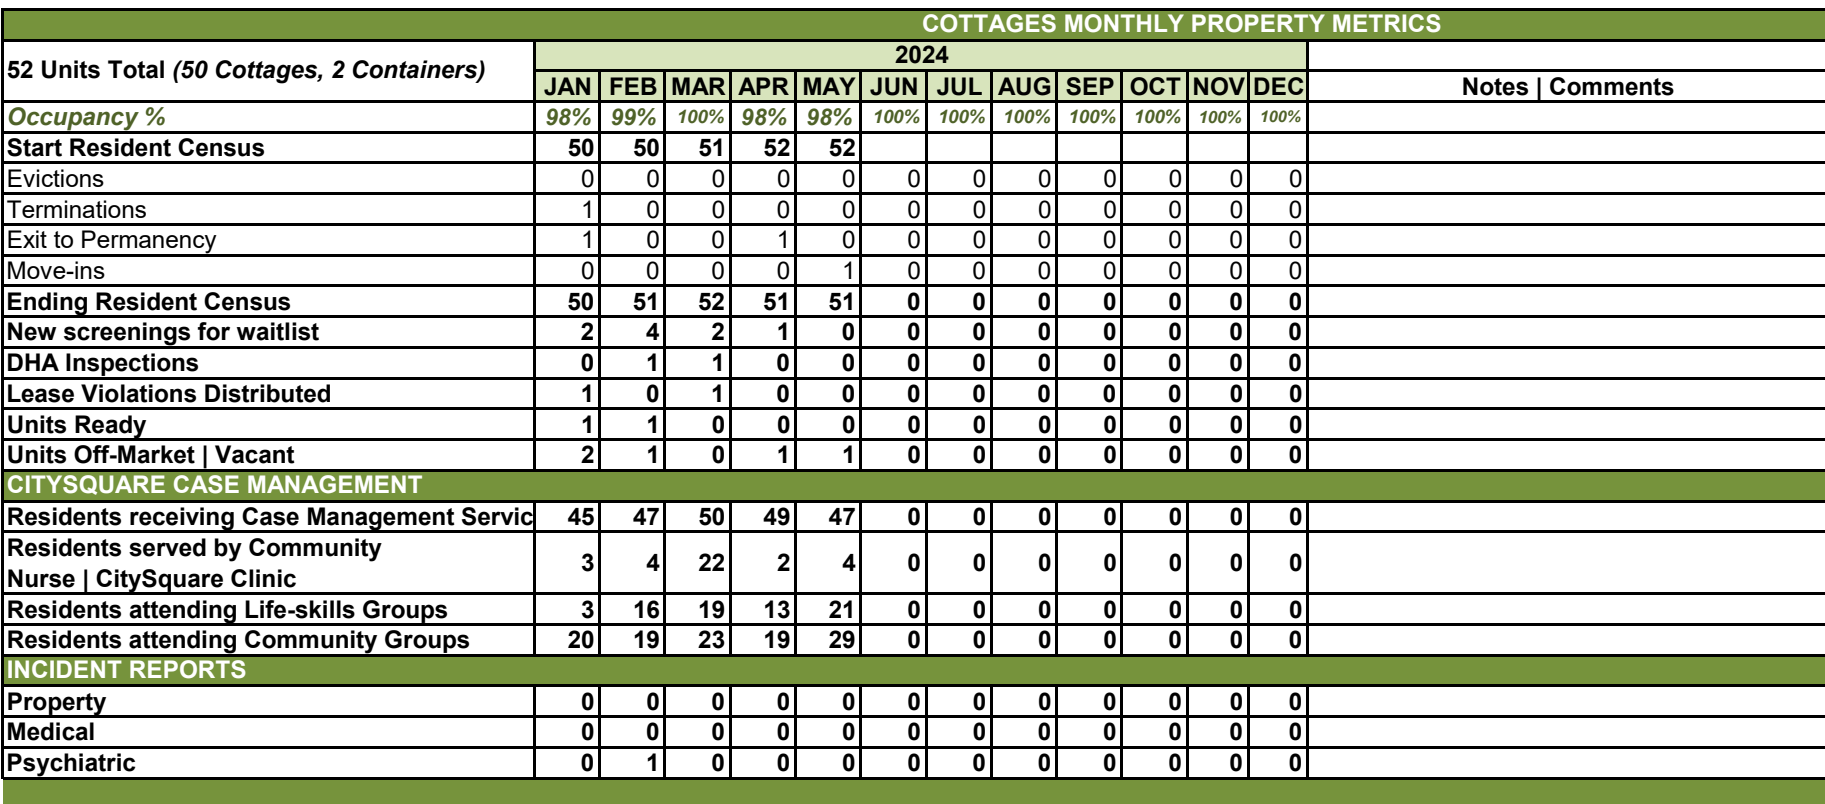 COTTAGES MONTHLY PROPERTY METRICS
52 Units Total (50 Cottages, 2 Containers)
2024
JAN FEB MAR APR MAY JUN JUL AUG SEP OCT NOV DEC Notes | Comments
Occupancy % 98% 99% 100% 98% 98% 100% 100% 100% 100% 100% 100% 100%
Start Resident Census 50 50 51 52 52
Evictions 0 0 0 0 0 0 0 0 0 0 0 0
Terminations 1 0 0 0 0 0 0 0 0 0 0 0
Exit to Permanency 1 0 0 1 0 0 0 0 0 0 0 0
Move-ins 0 0 0 0 1 0 0 0 0 0 0 0
Ending Resident Census 50 51 52 51 51 0 0 0 0 0 0 0
New screenings for waitlist 2 4 2 1 0 0 0 0 0 0 0 0
DHA Inspections 0 1 1 0 0 0 0 0 0 0 0 0
Lease Violations Distributed 1 0 1 0 0 0 0 0 0 0 0 0
Units Ready 1 1 0 0 0 0 0 0 0 0 0 0
Units Off-Market | Vacant 2 1 0 1 1 0 0 0 0 0 0 0
CITYSQUARE CASE MANAGEMENT
Residents receiving Case Management Servic 45 47 50 49 47 0 0 0 0 0 0 0
Residents served by Community
Nurse | CitySquare Clinic 3 4 22 2 4 0 0 0 0 0 0 0
Residents attending Life-skills Groups 3 16 19 13 21 0 0 0 0 0 0 0
Residents attending Community Groups 20 19 23 19 29 0 0 0 0 0 0 0
INCIDENT REPORTS
Property 0 0 0 0 0 0 0 0 0 0 0 0
Medical 0 0 0 0 0 0 0 0 0 0 0 0
Psychiatric 0 1 0 0 0 0 0 0 0 0 0 0